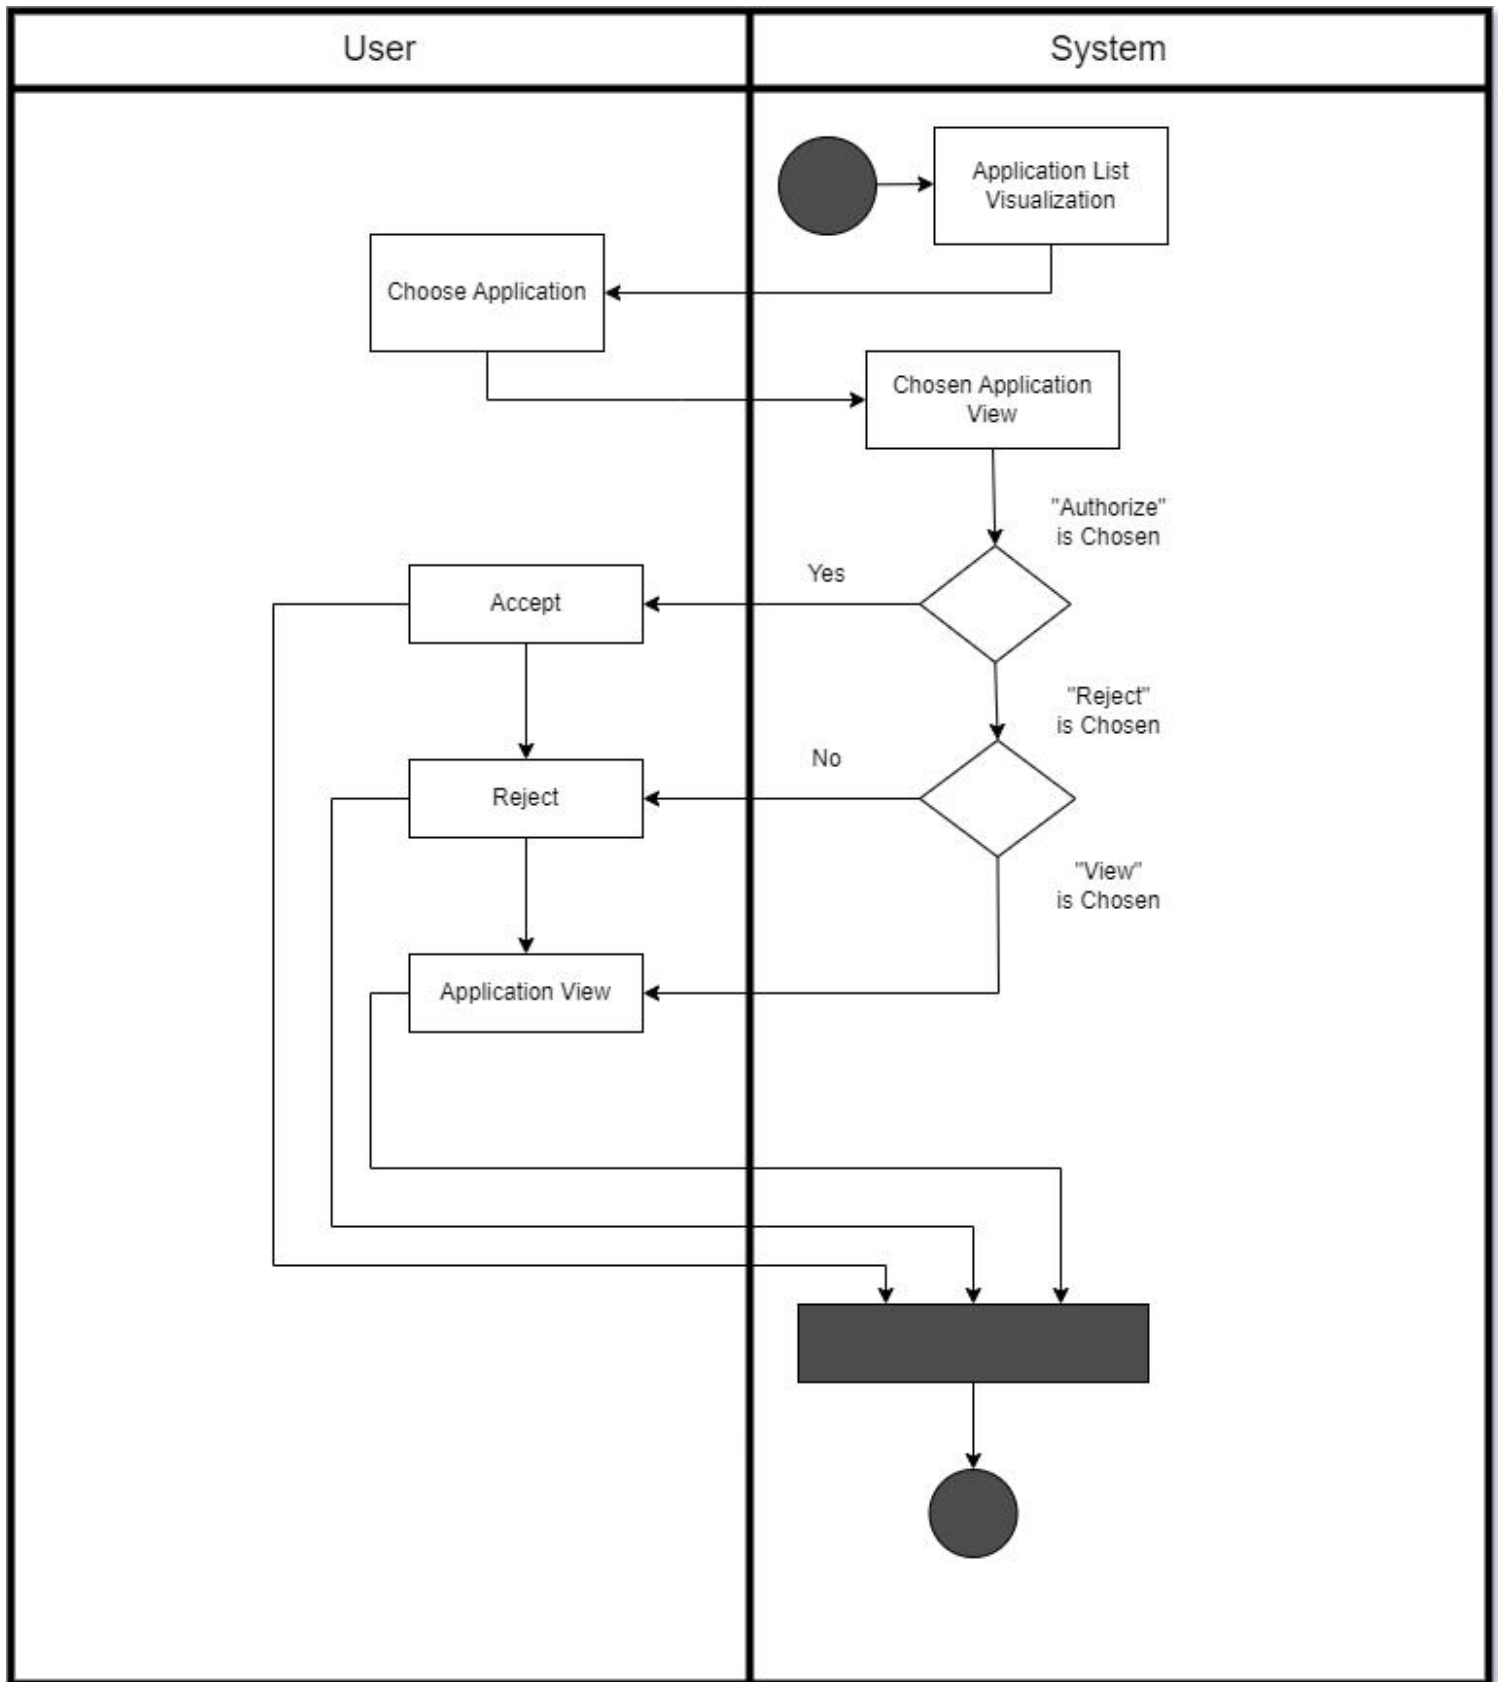 User
System
Application List
Visualization
Choose Application
Chosen Application
View
"Authorize"
is Chosen
Yes
Accept
"Reject"
is Chosen
No
Reject
"View"
is Chosen
Application View